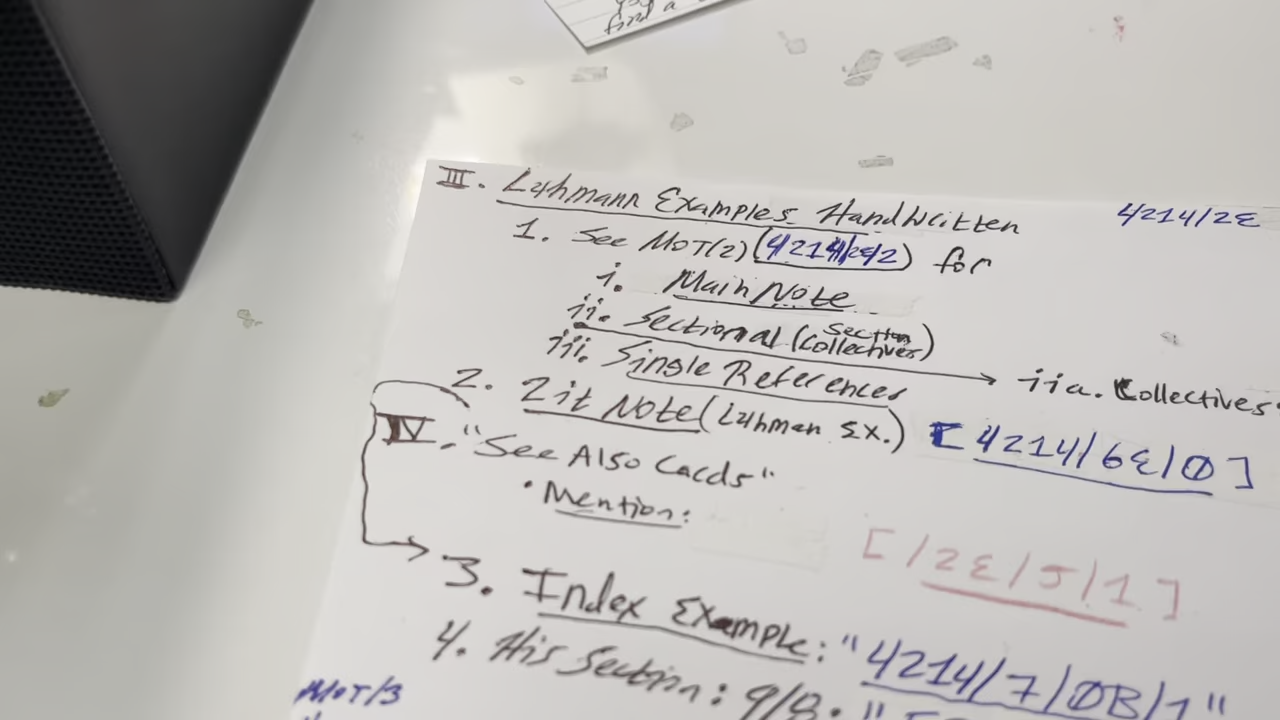 find a
III. Luhmann Examples Handwritten 4214/2E
1. See MOT(2) (4214/2E/2) for
i. Main Note
ii. Sectional (Section Collectives)
iia. Collectives
iii. Single References
2. Zit Note (Luhman Ex.) [4214/6E/0]
IV. "See Also Cards"
• Mention:
[/2E/5/1]
3. Index Example: "4214/7/0B/1"
4. His Section: 9/8.
MOT/3